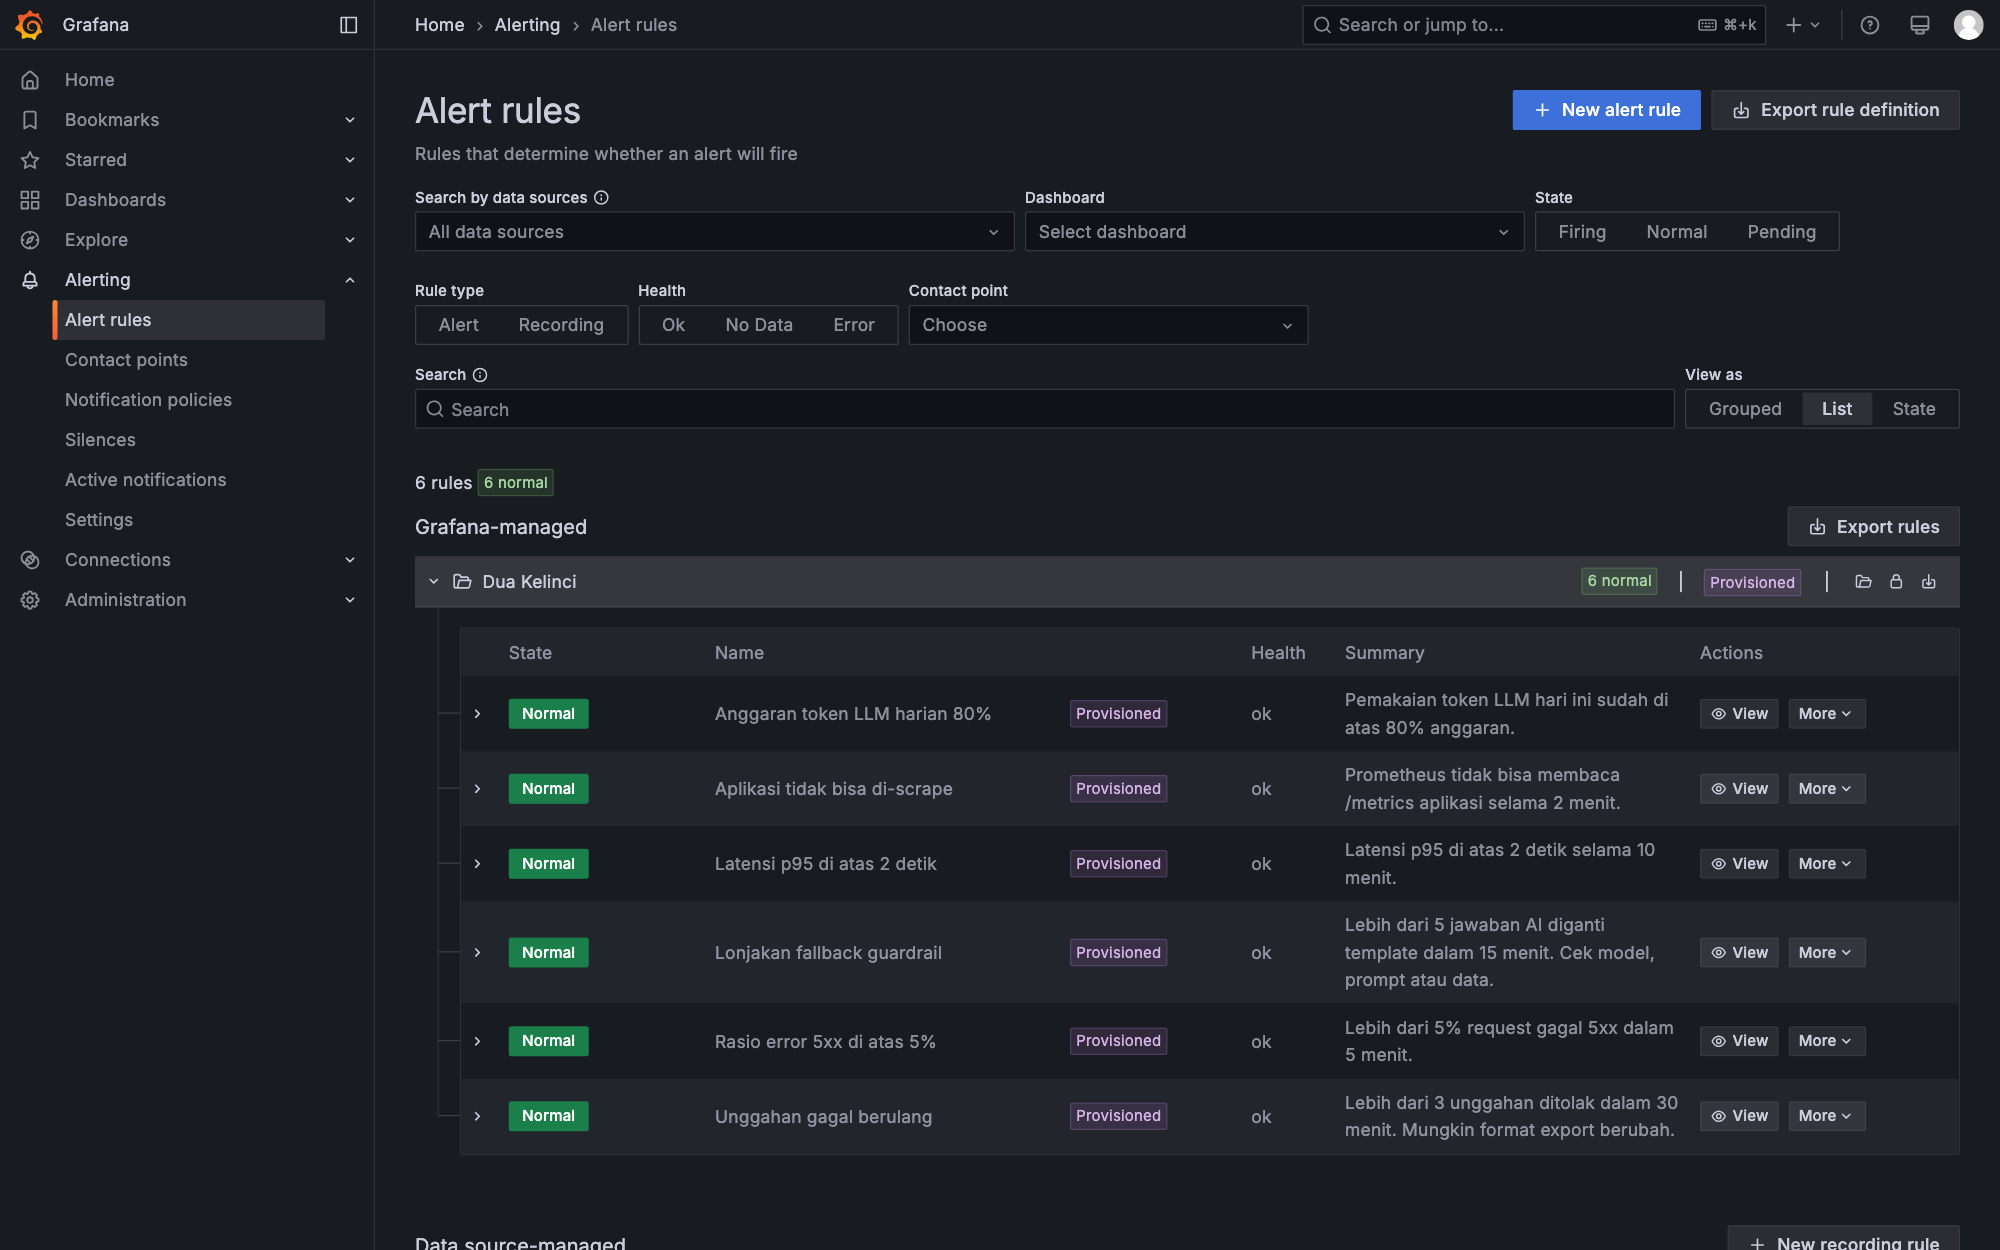 Grafana
Home › Alerting › Alert rules
Search or jump to... ⌘+k
Home
Bookmarks
Starred
Dashboards
Explore
Alerting
Alert rules
Contact points
Notification policies
Silences
Active notifications
Settings
Connections
Administration
Alert rules
New alert rule
Export rule definition
Rules that determine whether an alert will fire
Search by data sources
Dashboard
State
All data sources
Select dashboard
Firing Normal Pending
Rule type
Health
Contact point
Alert Recording
Ok No Data Error
Choose
Search
View as
Search
Grouped List State
6 rules 6 normal
Grafana-managed
Export rules
Dua Kelinci
6 normal | Provisioned |
State Name Health Summary Actions
Normal Anggaran token LLM harian 80% Provisioned ok
Pemakaian token LLM hari ini sudah di
atas 80% anggaran.
View More
Normal Aplikasi tidak bisa di-scrape Provisioned ok
Prometheus tidak bisa membaca
/metrics aplikasi selama 2 menit.
View More
Normal Latensi p95 di atas 2 detik Provisioned ok
Latensi p95 di atas 2 detik selama 10
menit.
View More
Normal Lonjakan fallback guardrail Provisioned ok
Lebih dari 5 jawaban AI diganti
template dalam 15 menit. Cek model,
prompt atau data.
View More
Normal Rasio error 5xx di atas 5% Provisioned ok
Lebih dari 5% request gagal 5xx dalam
5 menit.
View More
Normal Unggahan gagal berulang Provisioned ok
Lebih dari 3 unggahan ditolak dalam 30
menit. Mungkin format export berubah.
View More
Data source-managed
New recording rule